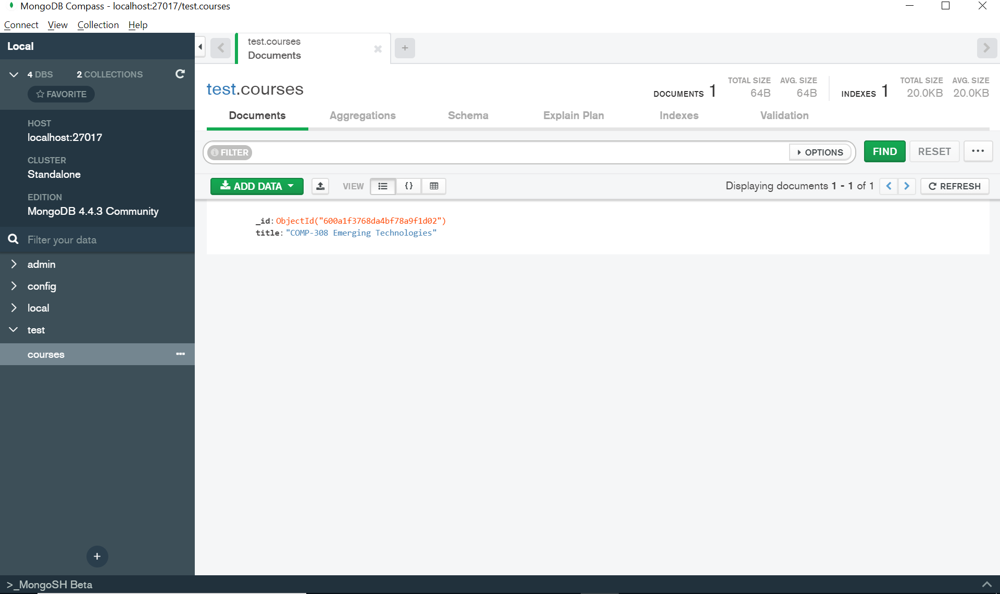 MongoDB Compass - localhost:27017/test.courses
Connect View Collection Help
Local
4 DBS 2 COLLECTIONS
FAVORITE
HOST
localhost:27017
CLUSTER
Standalone
EDITION
MongoDB 4.4.3 Community
Filter your data
admin
config
local
test
courses
+
>_MongoSH Beta
test.courses
Documents
+
test.courses
DOCUMENTS 1 TOTAL SIZE 64B AVG. SIZE 64B INDEXES 1 TOTAL SIZE 20.0KB AVG. SIZE 20.0KB
Documents Aggregations Schema Explain Plan Indexes Validation
FILTER OPTIONS FIND RESET ...
ADD DATA VIEW {} Displaying documents 1 - 1 of 1 < > REFRESH
_id: ObjectId("600a1f3768da4bf78a9f1d02")
title: "COMP-308 Emerging Technologies"